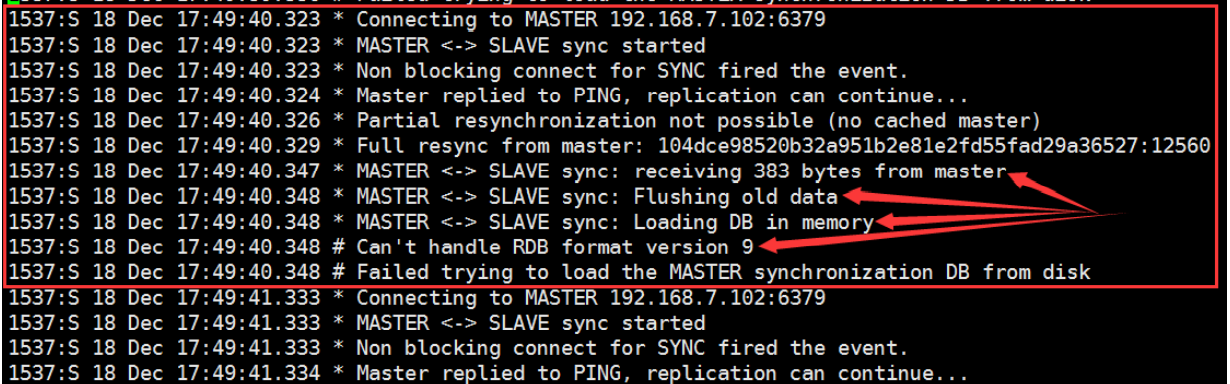 1537:S 18 Dec 17:49:40.323 * Connecting to MASTER 192.168.7.102:6379
1537:S 18 Dec 17:49:40.323 * MASTER <-> SLAVE sync started
1537:S 18 Dec 17:49:40.323 * Non blocking connect for SYNC fired the event.
1537:S 18 Dec 17:49:40.324 * Master replied to PING, replication can continue...
1537:S 18 Dec 17:49:40.326 * Partial resynchronization not possible (no cached master)
1537:S 18 Dec 17:49:40.329 * Full resync from master: 104dce98520b32a951b2e81e2fd55fad29a36527:12560
1537:S 18 Dec 17:49:40.347 * MASTER <-> SLAVE sync: receiving 383 bytes from master
1537:S 18 Dec 17:49:40.348 * MASTER <-> SLAVE sync: Flushing old data
1537:S 18 Dec 17:49:40.348 * MASTER <-> SLAVE sync: Loading DB in memory
1537:S 18 Dec 17:49:40.348 # Can't handle RDB format version 9
1537:S 18 Dec 17:49:40.348 # Failed trying to load the MASTER synchronization DB from disk
1537:S 18 Dec 17:49:41.333 * Connecting to MASTER 192.168.7.102:6379
1537:S 18 Dec 17:49:41.333 * MASTER <-> SLAVE sync started
1537:S 18 Dec 17:49:41.333 * Non blocking connect for SYNC fired the event.
1537:S 18 Dec 17:49:41.334 * Master replied to PING, replication can continue...